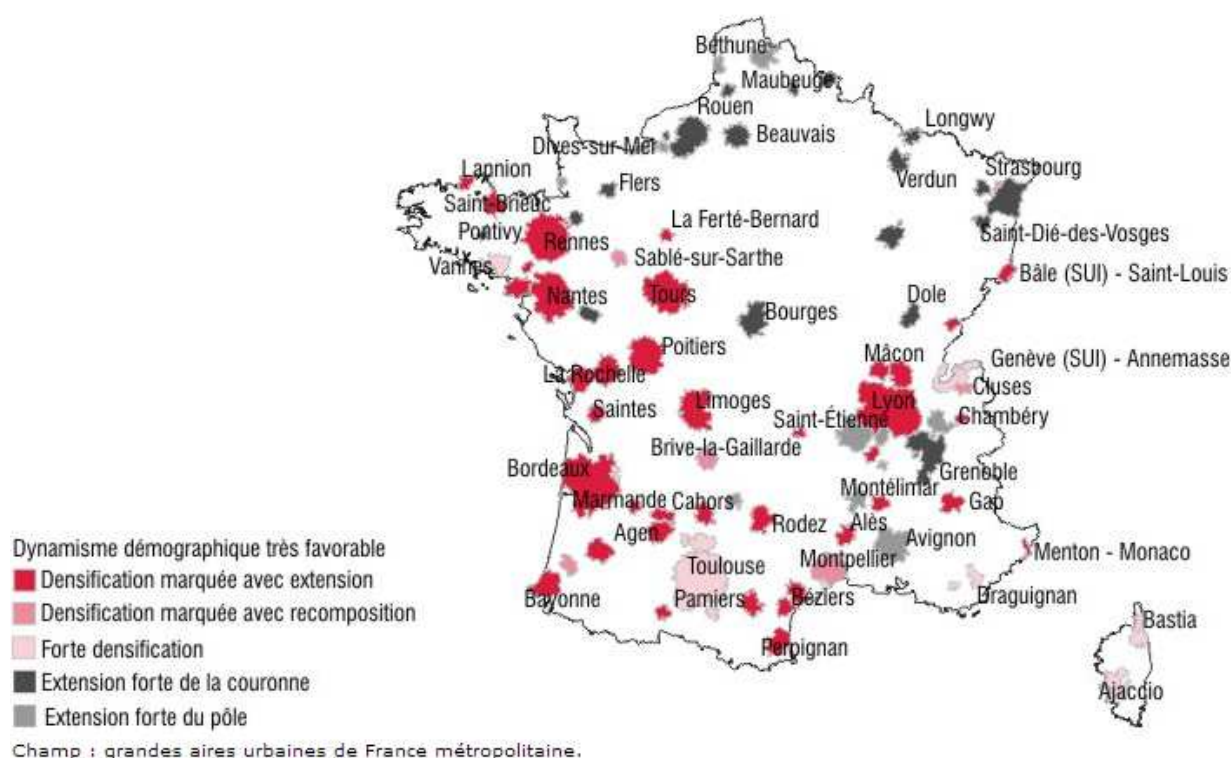 Béthune
Maubeuge
Rouen
Beauvais
Longwy
Dives-sur-Mer
Strasbourg
Lannion
Flers
Verdun
Saint-Brieuc
La Ferté-Bernard
Pontivy
Rennes
Saint-Dié-des-Vosges
Vannes
Sablé-sur-Sarthe
Bâle (SUI) - Saint-Louis
Nantes
Tours
Bourges
Dole
Poitiers
Mâcon
Genève (SUI) - Annemasse
La Rochelle
Cluses
Saintes
Limoges
Lyon
Saint-Étienne
Chambéry
Brive-la-Gaillarde
Bordeaux
Grenoble
Marmande
Cahors
Montélimar
Gap
Agen
Rodez
Alès
Avignon
Menton - Monaco
Toulouse
Montpellier
Bayonne
Pamiers
Béziers
Draguignan
Bastia
Perpignan
Ajaccio
Dynamisme démographique très favorable
Densification marquée avec extension
Densification marquée avec recomposition
Forte densification
Extension forte de la couronne
Extension forte du pôle
Champ : grandes aires urbaines de France métropolitaine.